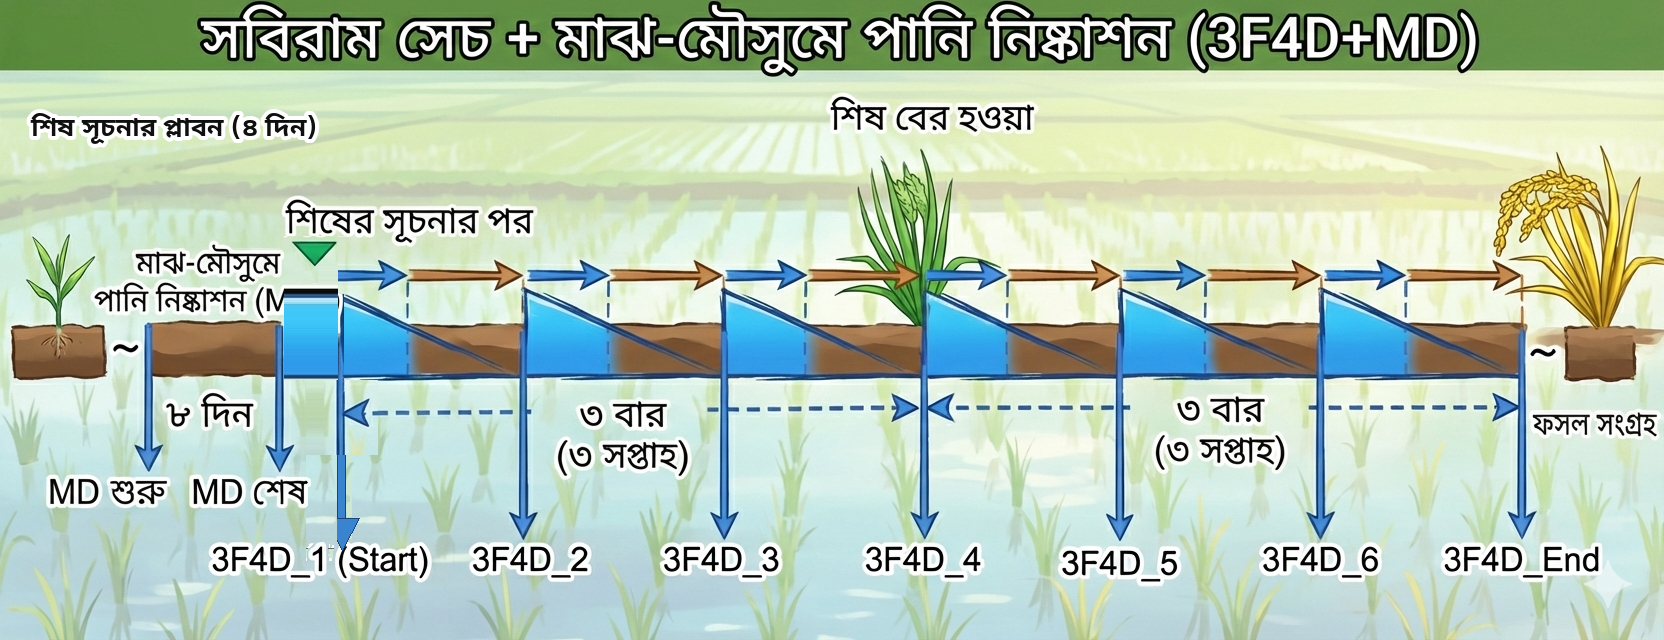 সবিরাম সেচ + মাঝ-মৌসুমে পানি নিষ্কাশন (3F4D+MD)
শিষ বের হওয়া
শিষ সূচনার প্লাবন (৪ দিন)
শিষের সূচনার পর
মাঝ-মৌসুমে
পানি নিষ্কাশন (M
~
~
৮ দিন
৩ বার
(৩ সপ্তাহ)
৩ বার
(৩ সপ্তাহ)
ফসল সংগ্রহ
MD শুরু
MD শেষ
3F4D_1 (Start)
3F4D_2
3F4D_3
3F4D_4
3F4D_5
3F4D_6
3F4D_End